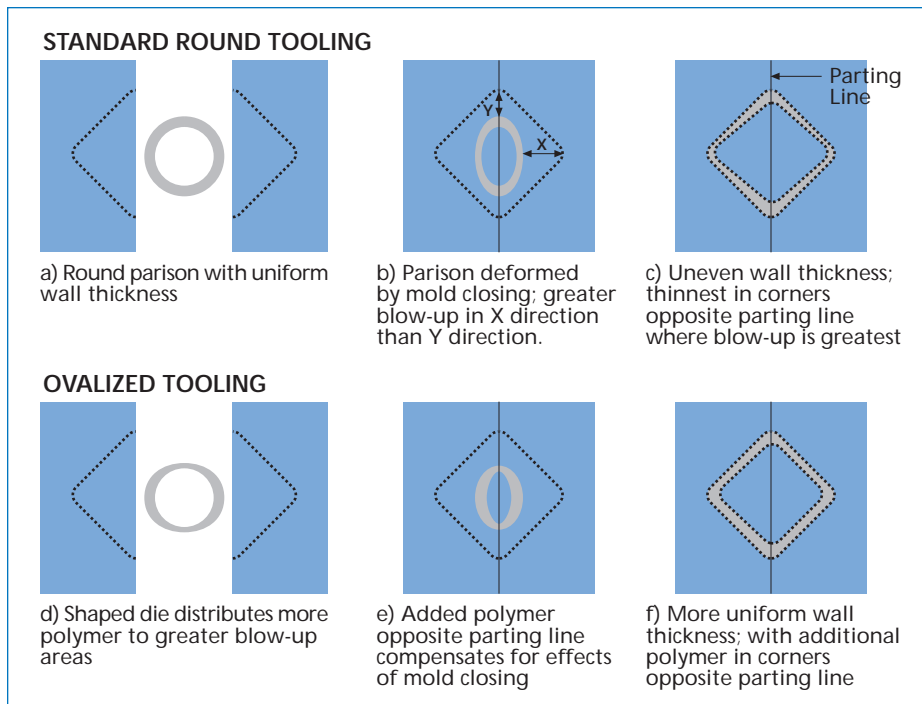 STANDARD ROUND TOOLING
Parting
Line
Y
X
a) Round parison with uniform
wall thickness
b) Parison deformed
by mold closing; greater
blow-up in X direction
than Y direction.
c) Uneven wall thickness;
thinnest in corners
opposite parting line
where blow-up is greatest
OVALIZED TOOLING
d) Shaped die distributes more
polymer to greater blow-up
areas
e) Added polymer
opposite parting line
compensates for effects
of mold closing
f) More uniform wall
thickness; with additional
polymer in corners
opposite parting line